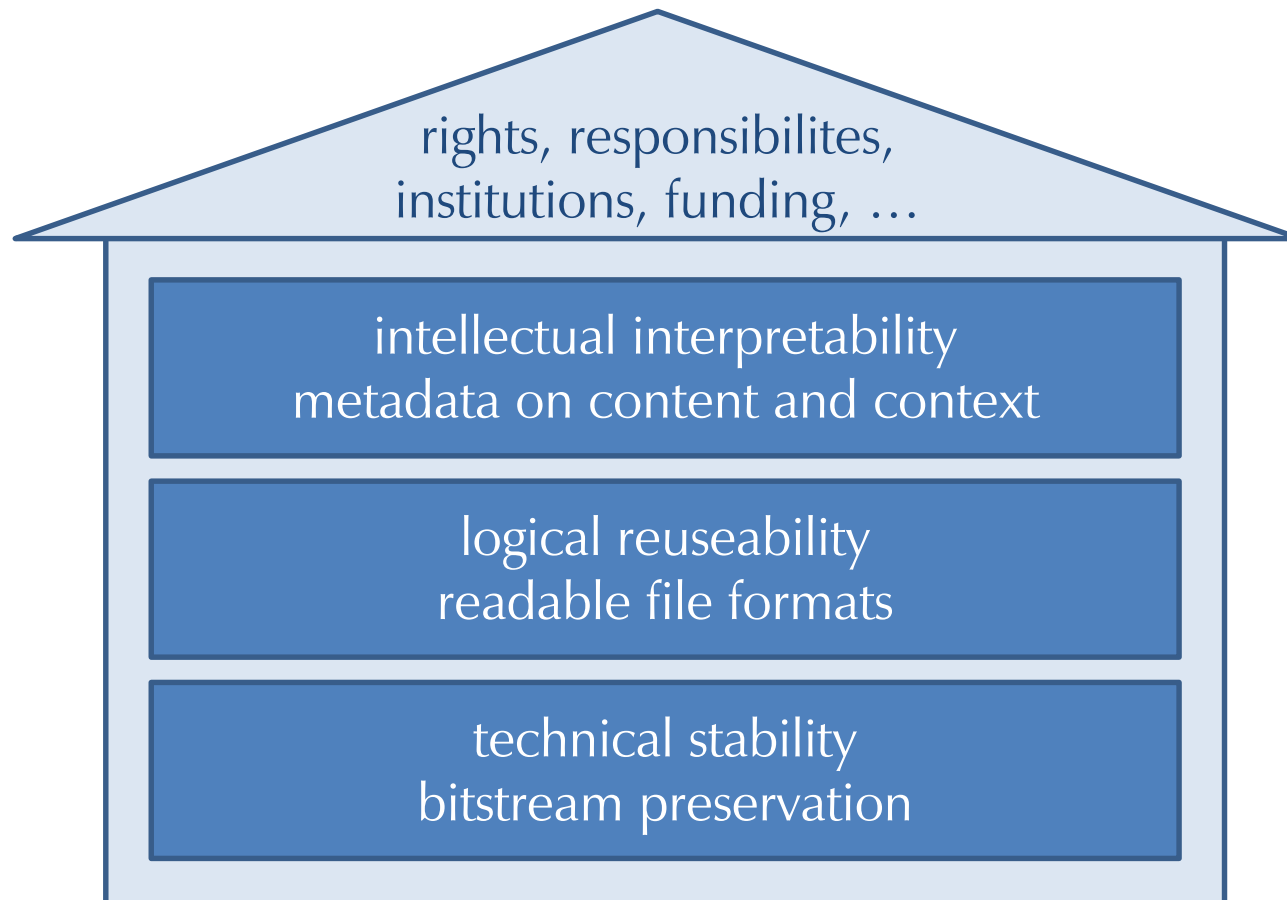 rights, responsibilites,
institutions, funding, …
intellectual interpretability
metadata on content and context
logical reuseability
readable file formats
technical stability
bitstream preservation